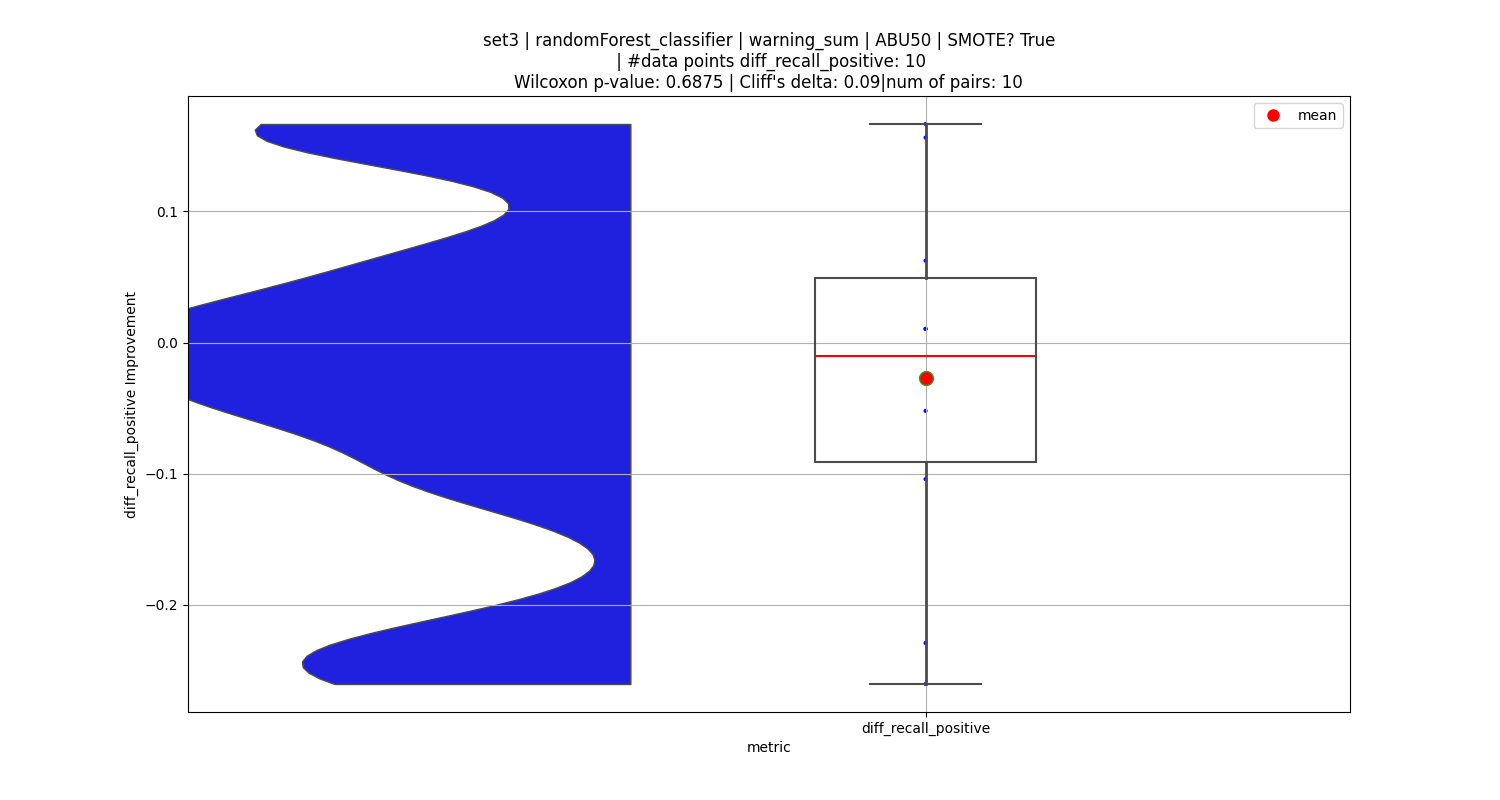 set3 | randomForest_classifier | warning_sum | ABU50 | SMOTE? True
| #data points diff_recall_positive: 10
Wilcoxon p-value: 0.6875 | Cliff's delta: 0.09|num of pairs: 10
mean
0.1
0.0
−0.1
−0.2
diff_recall_positive Improvement
diff_recall_positive
metric